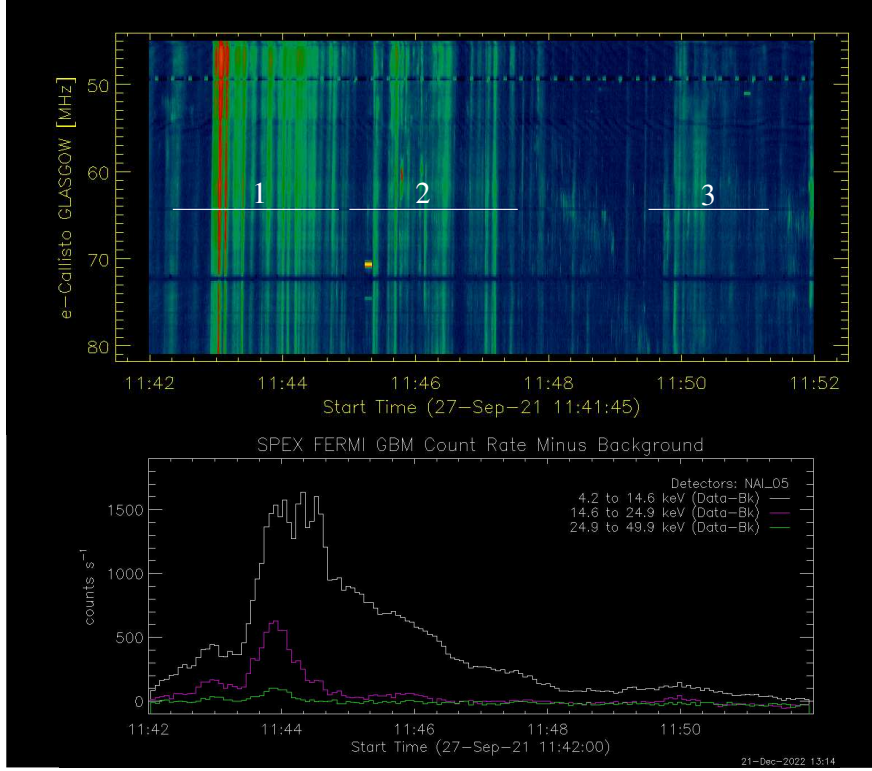 e-Callisto GLASGOW [MHz]
50
60
70
80
1
2
3
11:42
11:44
11:46
11:48
11:50
11:52
Start Time (27-Sep-21 11:41:45)
SPEX FERMI GBM Count Rate Minus Background
Detectors: NAI_05
4.2 to 14.6 keV (Data-Bk)
14.6 to 24.9 keV (Data-Bk)
24.9 to 49.9 keV (Data-Bk)
counts s⁻¹
1500
1000
500
0
11:42
11:44
11:46
11:48
11:50
Start Time (27-Sep-21 11:42:00)
21-Dec-2022 13:14